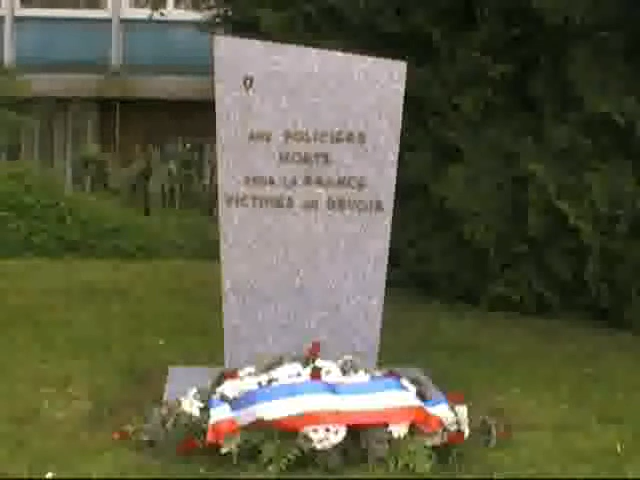 AUX POLICIERS
MORTS
POUR LA FRANCE
VICTIMES DU DEVOIR